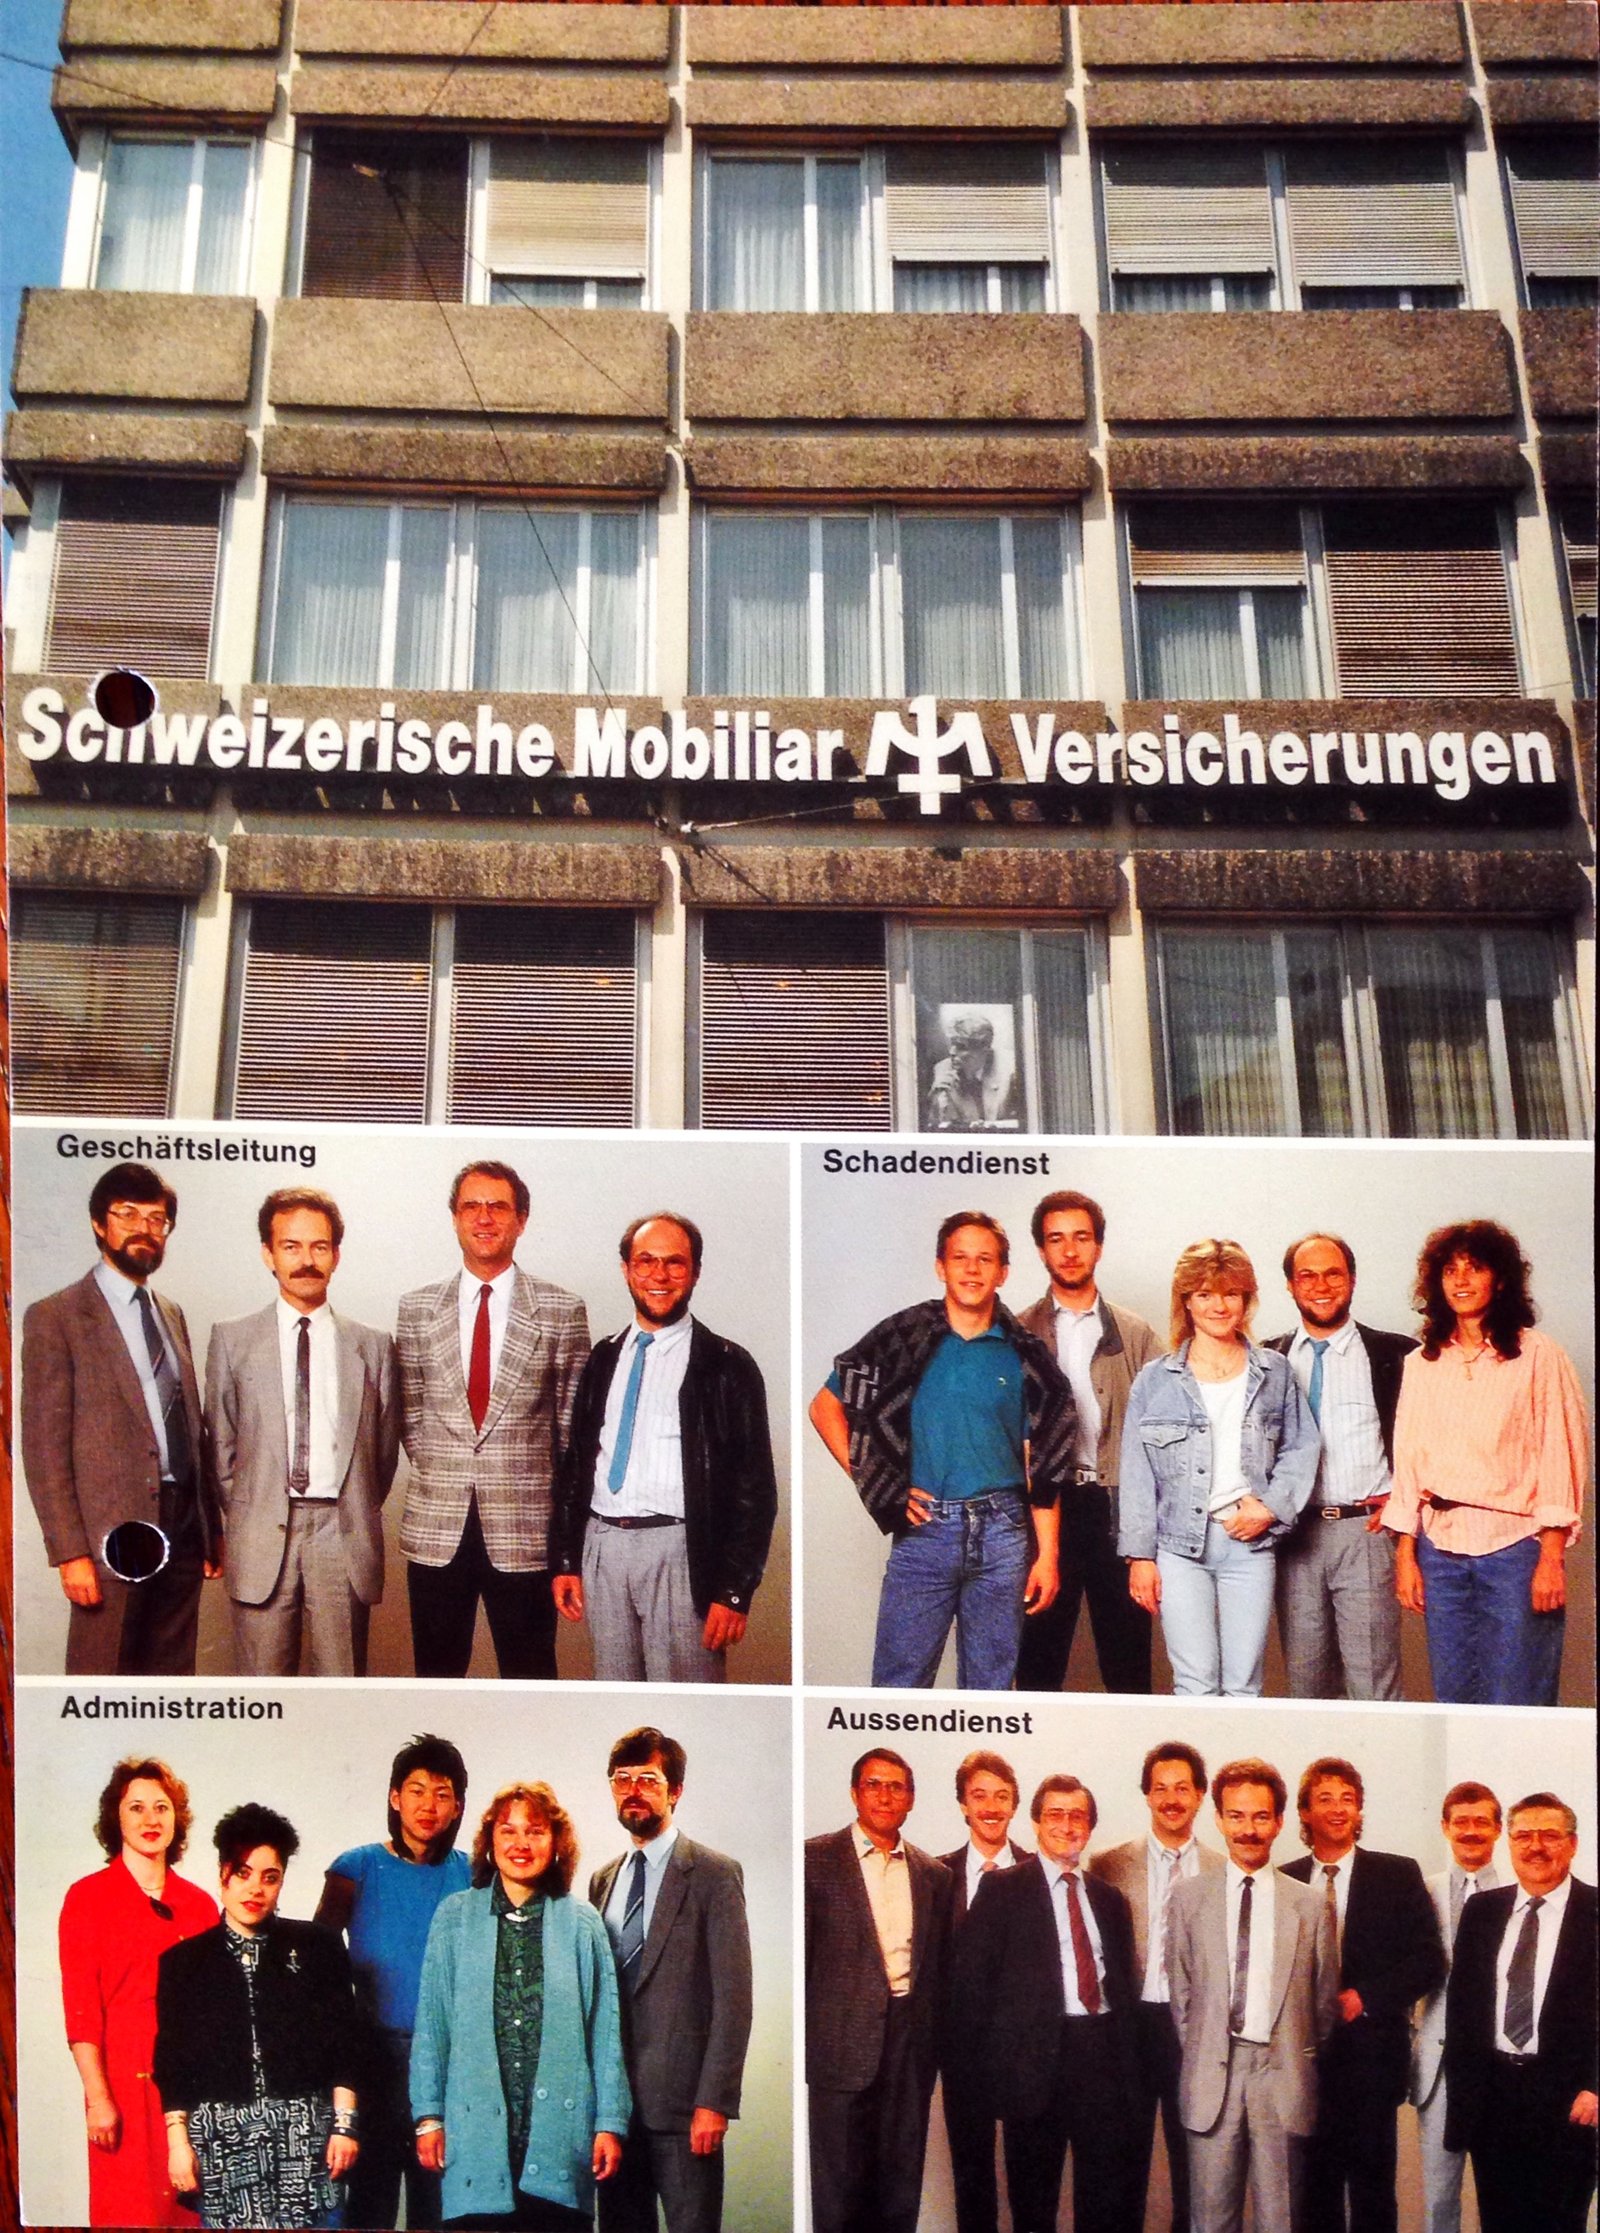 Schweizerische Mobiliar Versicherungen
Geschäftsleitung
Schadendienst
Administration
Aussendienst